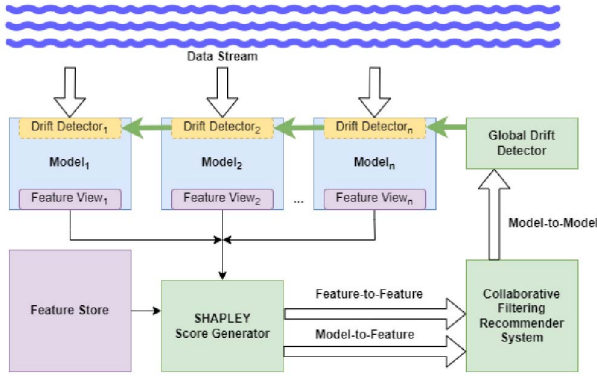 Data Stream
Drift Detector1
Drift Detector2
Drift Detectorn
Model1
Model2
Modeln
Global Drift
Detector
Feature View1
Feature View2
...
Feature Viewn
Model-to-Model
Feature Store
SHAPLEY
Score Generator
Feature-to-Feature
Model-to-Feature
Collaborative
Filtering
Recommender
System